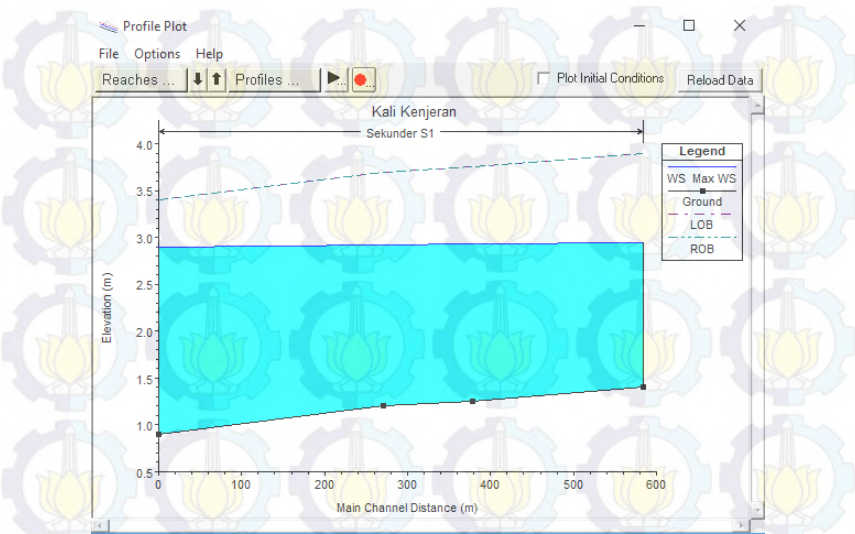 Profile Plot
File Options Help
Reaches ... Profiles ... ... ... Plot Initial Conditions Reload Data
Kali Kenjeran
Sekunder S1
Legend
WS Max WS
Ground
LOB
ROB
4.0
3.5
3.0
2.5
2.0
1.5
1.0
0.5
Elevation (m)
0 100 200 300 400 500 600
Main Channel Distance (m)